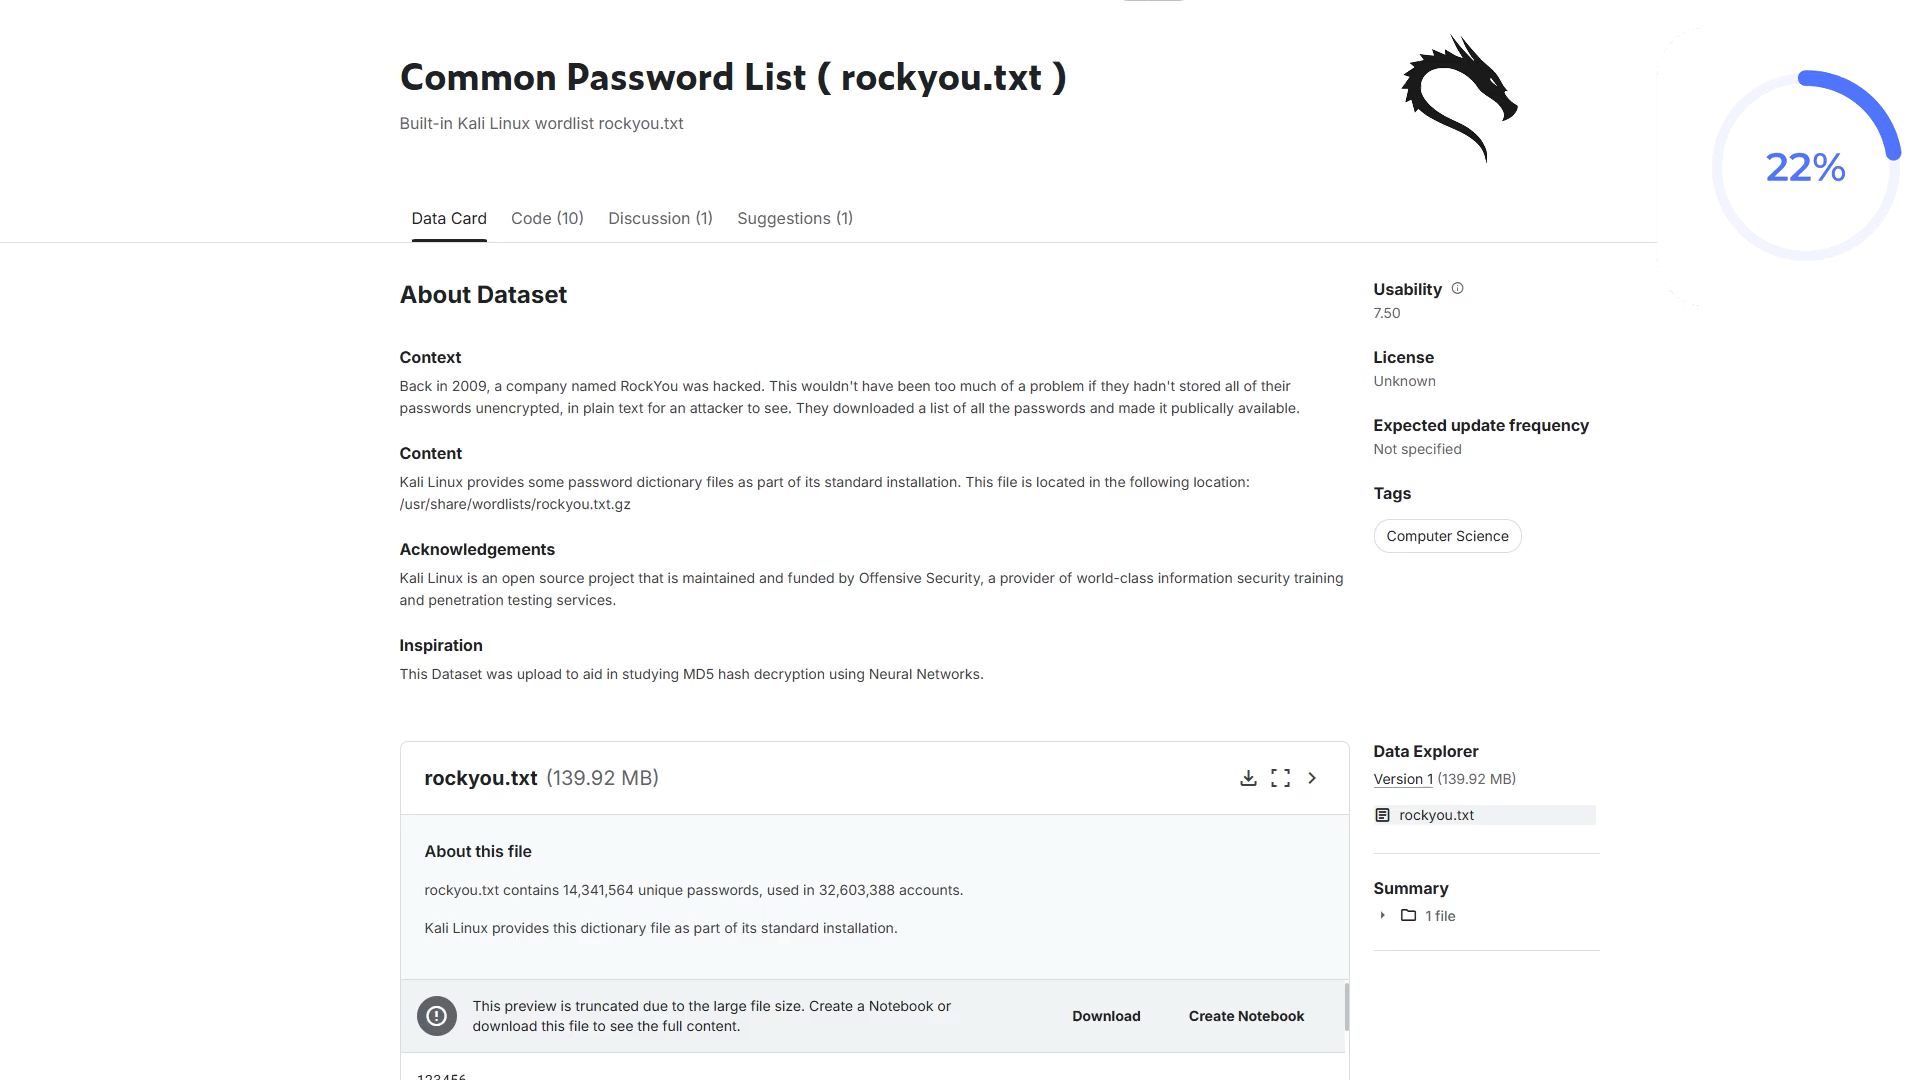 Common Password List ( rockyou.txt )
Built-in Kali Linux wordlist rockyou.txt
22%
Data Card
Code (10)
Discussion (1)
Suggestions (1)
About Dataset
Context
Back in 2009, a company named RockYou was hacked. This wouldn't have been too much of a problem if they hadn't stored all of their
passwords unencrypted, in plain text for an attacker to see. They downloaded a list of all the passwords and made it publically available.
Content
Kali Linux provides some password dictionary files as part of its standard installation. This file is located in the following location:
/usr/share/wordlists/rockyou.txt.gz
Acknowledgements
Kali Linux is an open source project that is maintained and funded by Offensive Security, a provider of world-class information security training
and penetration testing services.
Inspiration
This Dataset was upload to aid in studying MD5 hash decryption using Neural Networks.
Usability
7.50
License
Unknown
Expected update frequency
Not specified
Tags
Computer Science
rockyou.txt (139.92 MB)
About this file
rockyou.txt contains 14,341,564 unique passwords, used in 32,603,388 accounts.
Kali Linux provides this dictionary file as part of its standard installation.
This preview is truncated due to the large file size. Create a Notebook or
download this file to see the full content.
Download
Create Notebook
123456
Data Explorer
Version 1 (139.92 MB)
rockyou.txt
Summary
1 file